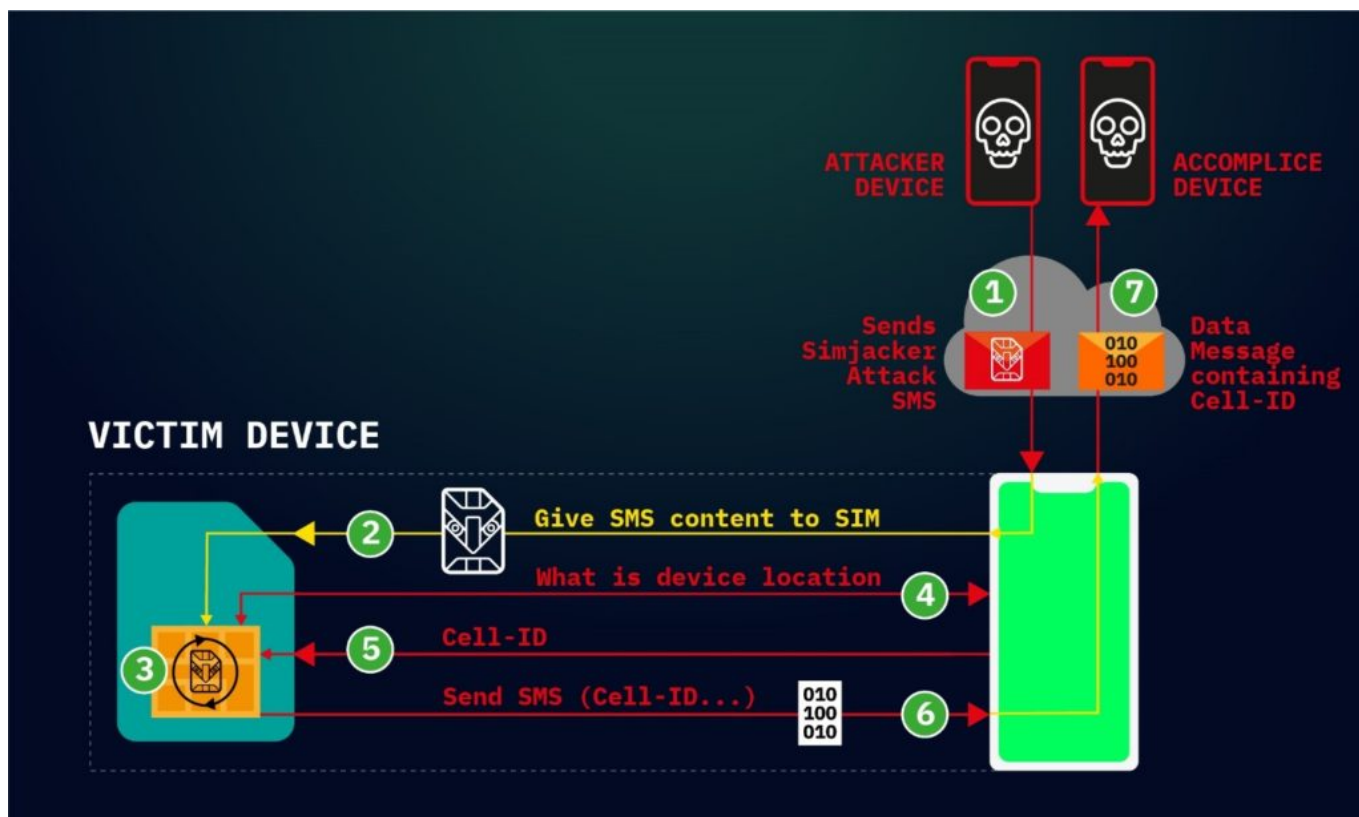 ATTACKER
DEVICE
ACCOMPLICE
DEVICE
1
7
Sends
Simjacker
Attack
SMS
010
100
010
Data
Message
containing
Cell-ID
VICTIM DEVICE
2
Give SMS content to SIM
What is device location
4
Cell-ID
5
3
Send SMS (Cell-ID...)
010
100
010
6